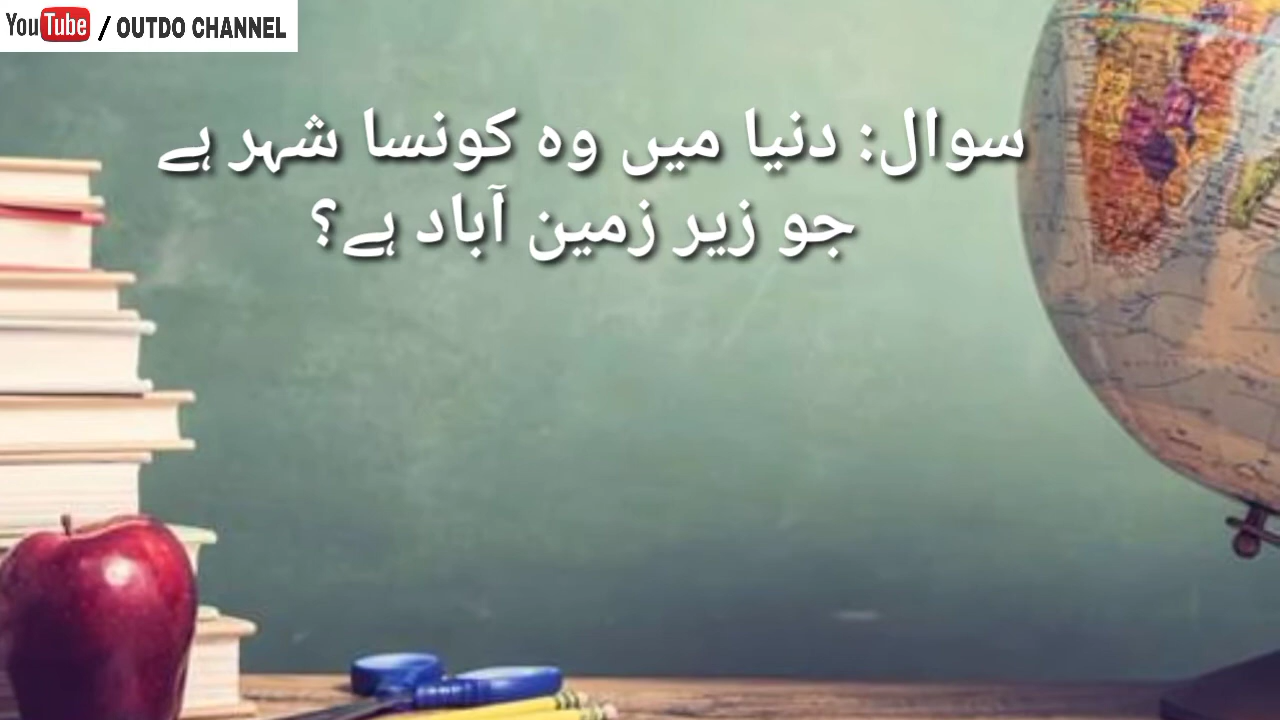 YouTube / OUTDO CHANNEL
سوال: دنیا میں وہ کونسا شہر ہے
جو زیر زمین آباد ہے؟